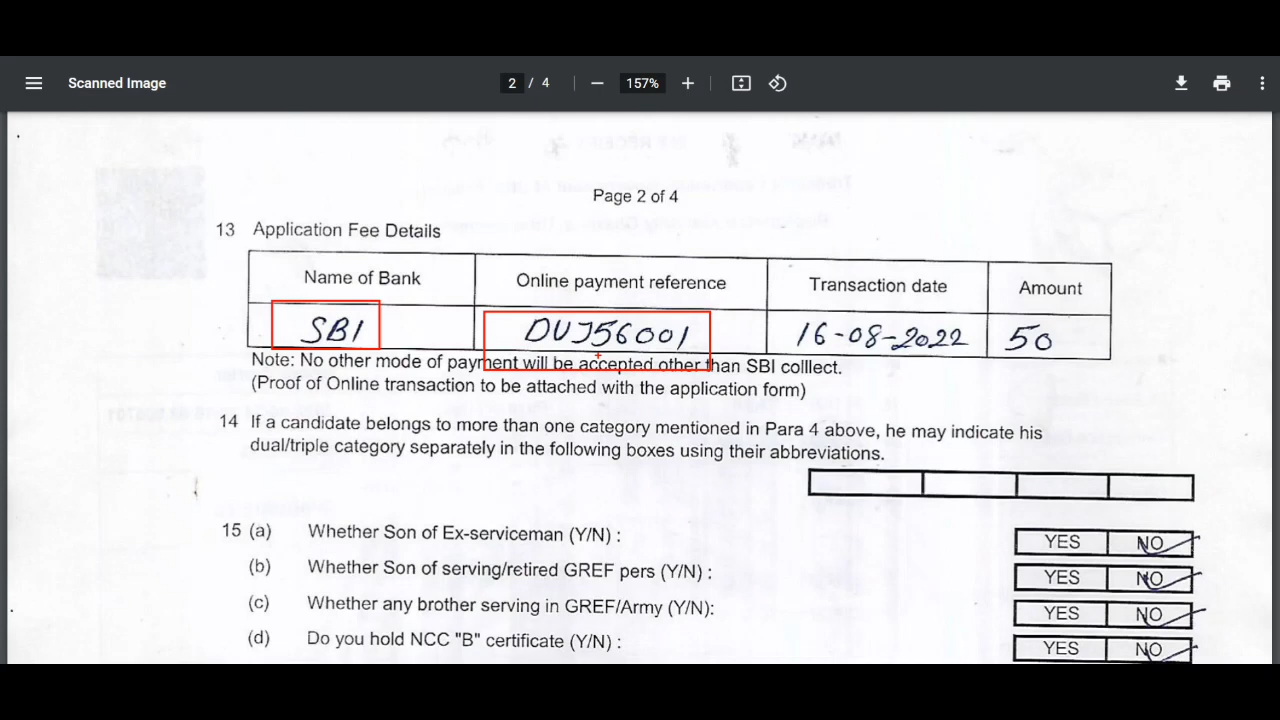 Scanned Image 2 / 4 157%
Page 2 of 4
13 Application Fee Details
Name of Bank Online payment reference Transaction date Amount
SBI DUJ56001 16-08-2022 50
Note: No other mode of payment will be accepted other than SBI colllect.
(Proof of Online transaction to be attached with the application form)
14 If a candidate belongs to more than one category mentioned in Para 4 above, he may indicate his
dual/triple category separately in the following boxes using their abbreviations.
15 (a) Whether Son of Ex-serviceman (Y/N) : YES NO
(b) Whether Son of serving/retired GREF pers (Y/N) : YES NO
(c) Whether any brother serving in GREF/Army (Y/N): YES NO
(d) Do you hold NCC "B" certificate (Y/N) : YES NO